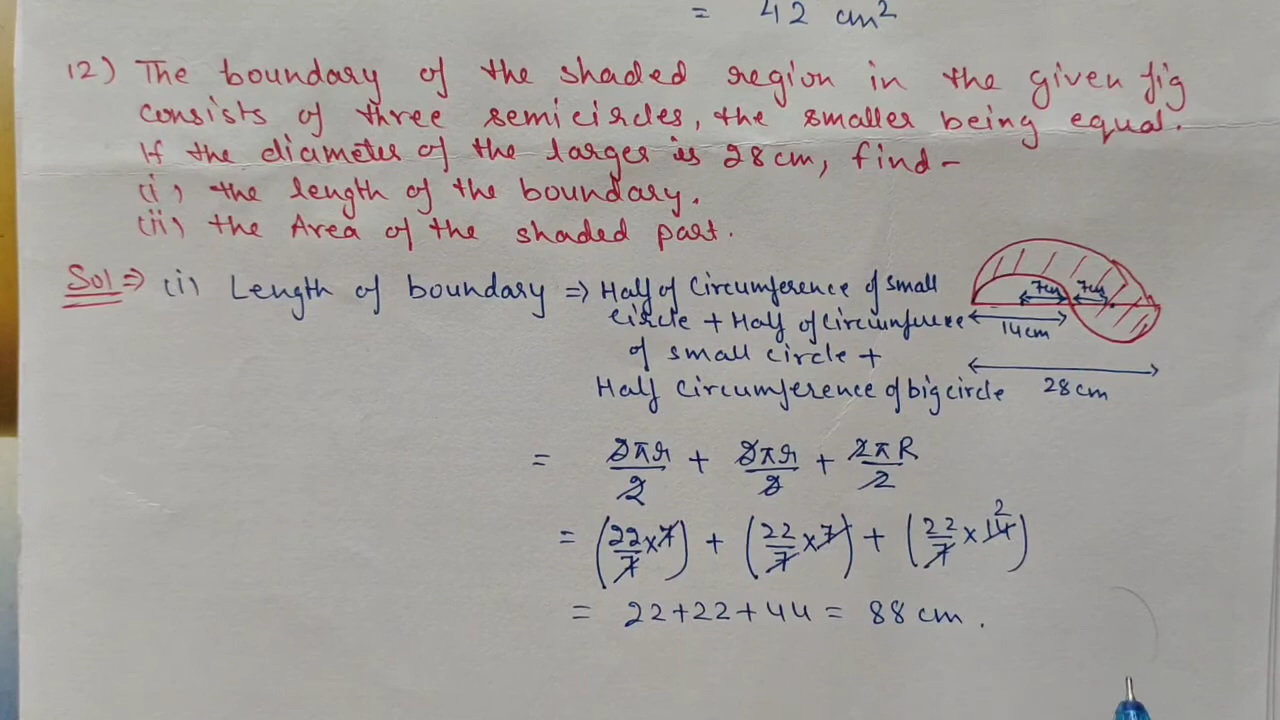 = 42 cm²
12) The boundary of the shaded region in the given fig
consists of three semicircles, the smaller being equal.
If the diameter of the larger is 28cm, find -
(i) the length of the boundary.
(ii) the Area of the shaded part.
Sol ⇒ (i) Length of boundary ⇒ Half of Circumference of small
circle + Half of Circumference
of small circle +
Half Circumference of big circle
7cm 7cm
14cm
28cm
= 2πr/2 + 2πr/2 + 2πR/2
= (22/7 × 7) + (22/7 × 7) + (22/7 × 14) 2
= 22+22+44 = 88 cm.